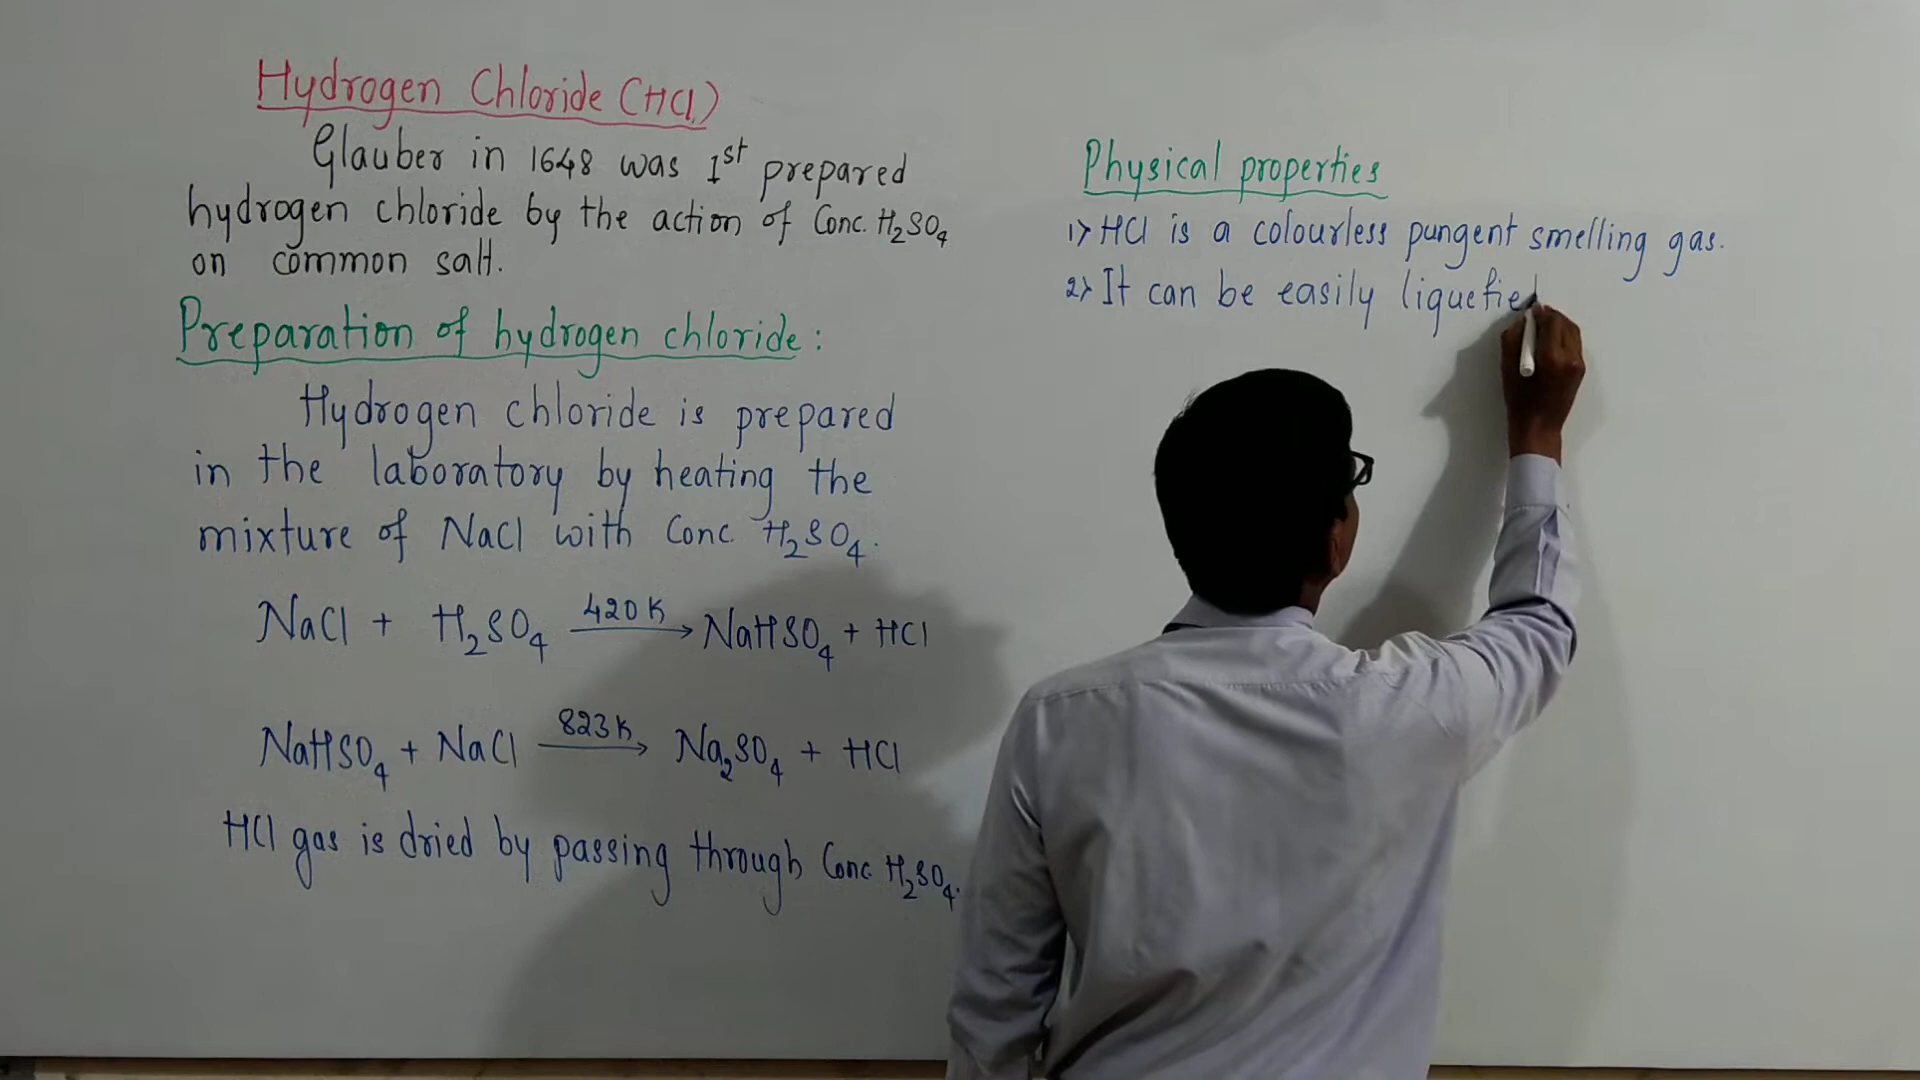 Hydrogen Chloride (HCl)
Glauber in 1648 was 1st prepared
hydrogen chloride by the action of Conc. H₂SO₄
on common salt.
Preparation of hydrogen chloride:
Hydrogen chloride is prepared
in the laboratory by heating the
mixture of NaCl with Conc. H₂SO₄.
NaCl + H₂SO₄ —420 K→ NaHSO₄ + HCl
NaHSO₄ + NaCl —823 K→ Na₂SO₄ + HCl
HCl gas is dried by passing through Conc H₂SO₄.
Physical properties
1) HCl is a colourless pungent smelling gas.
2) It can be easily liquefied